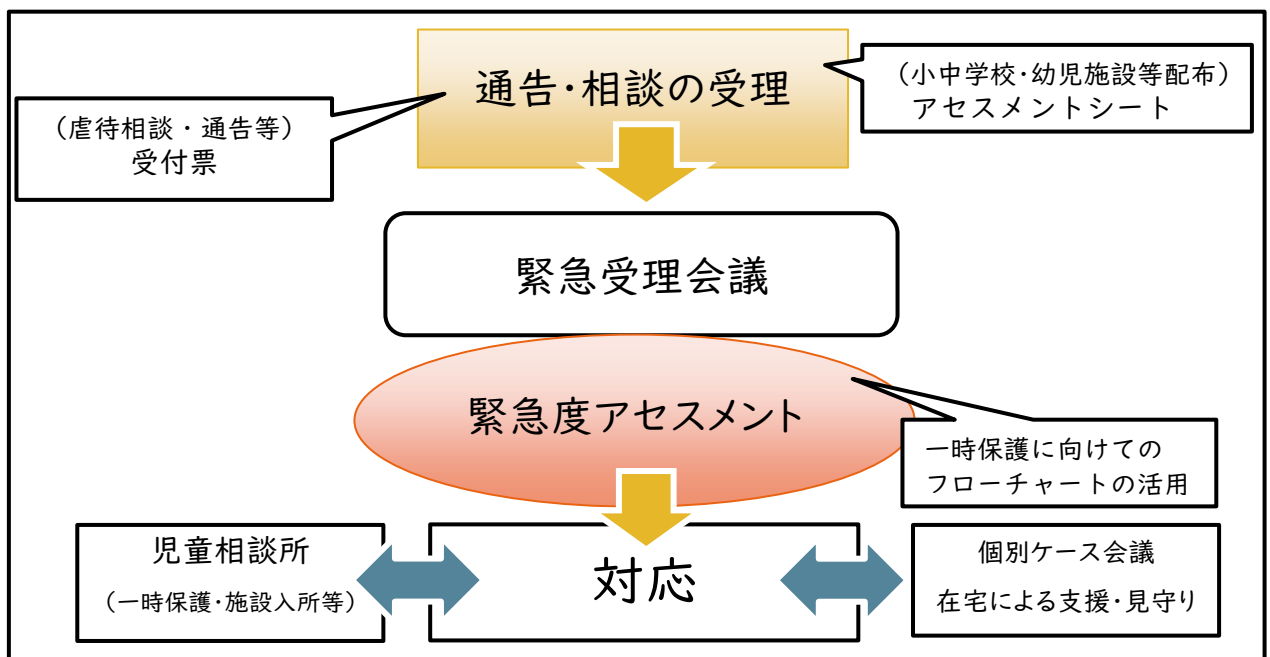 通告・相談の受理
(小中学校・幼児施設等配布)
アセスメントシート
(虐待相談・通告等)
受付票
緊急受理会議
緊急度アセスメント
一時保護に向けての
フローチャートの活用
児童相談所
(一時保護・施設入所等)
対応
個別ケース会議
在宅による支援・見守り